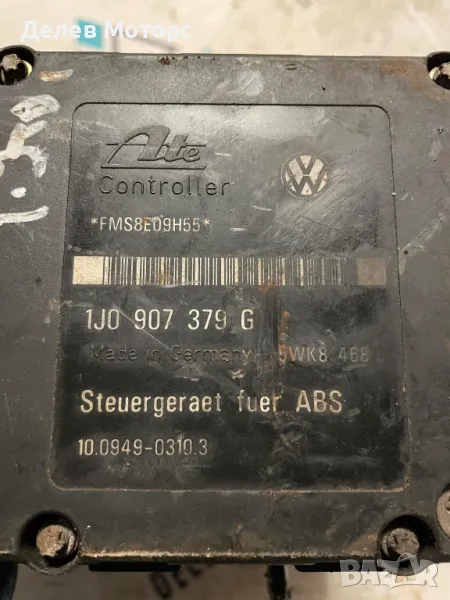 Делев Моторс
Ate
Controller
*FMS8E09H55*
1J0 907 379 G
Made in Germany 5WK8 468
Steuergeraet fuer ABS
10.0949-0310.3
bazar